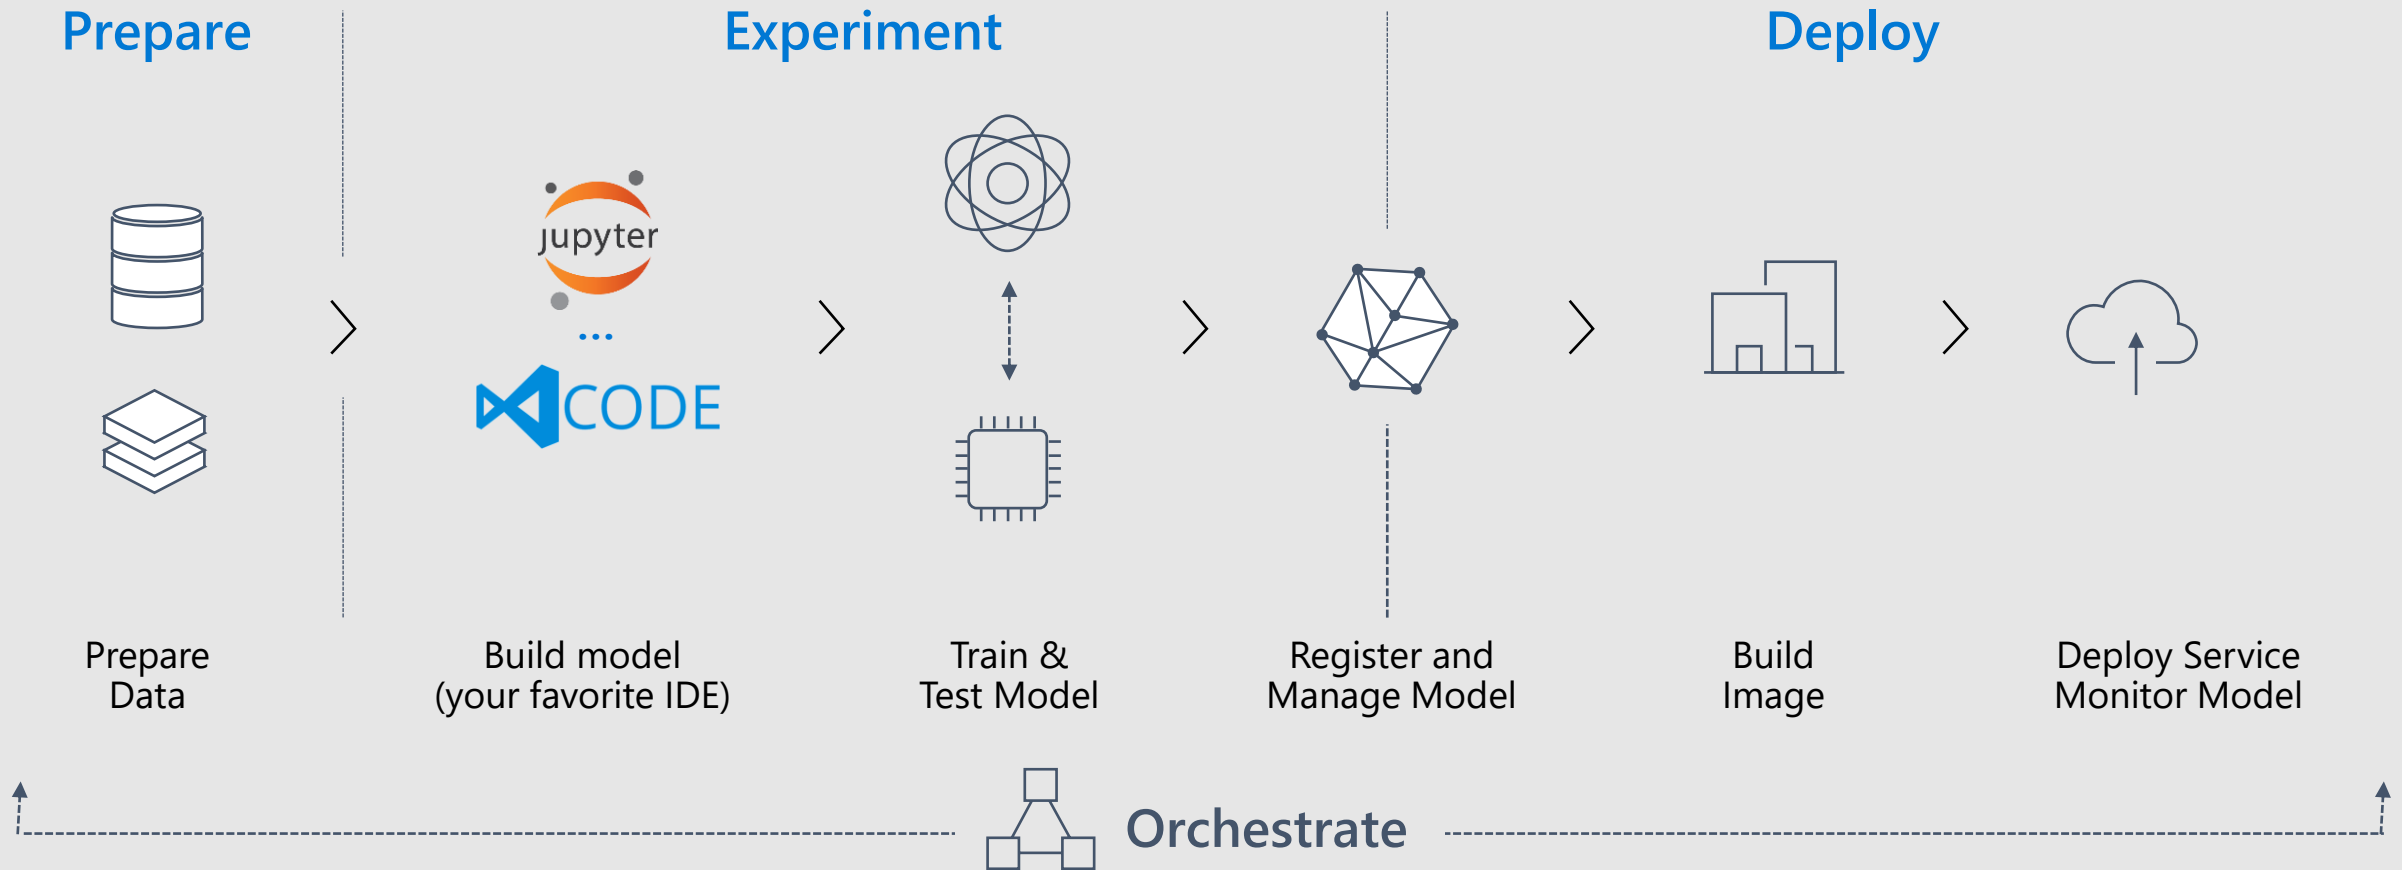 Prepare
Experiment
Deploy
jupyter
...
CODE
Prepare
Data
Build model
(your favorite IDE)
Train &
Test Model
Register and
Manage Model
Build
Image
Deploy Service
Monitor Model
Orchestrate